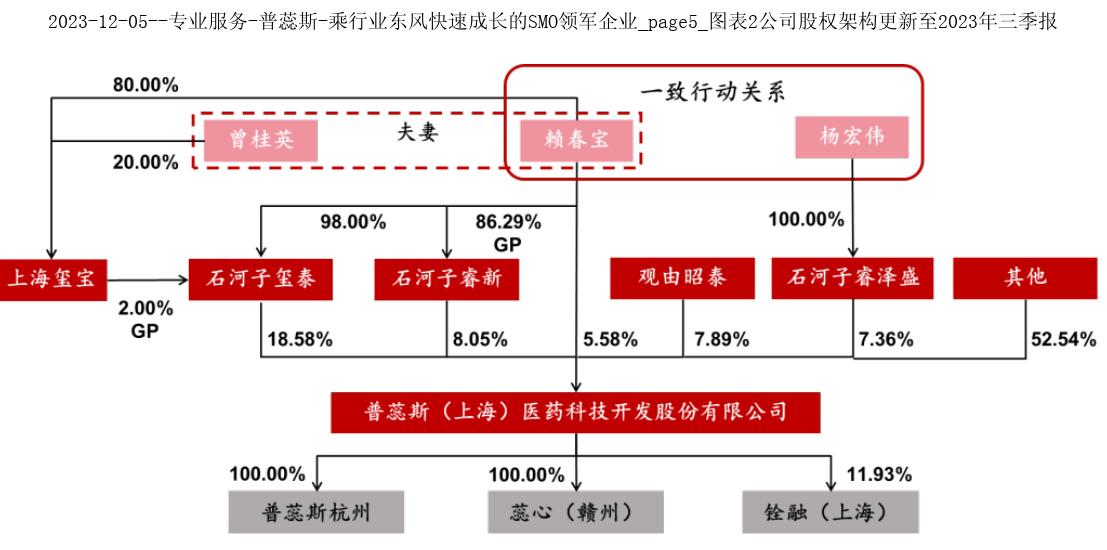 2023-12-05--专业服务-普蕊斯-乘行业东风快速成长的SMO领军企业_page5_图表2公司股权架构更新至2023年三季报
80.00%
一致行动关系
曾桂英
夫妻
赖春宝
杨宏伟
20.00%
98.00%
86.29%
GP
100.00%
上海玺宝
石河子玺泰
石河子睿新
观由昭泰
石河子睿泽盛
其他
2.00%
GP
18.58%
8.05%
5.58%
7.89%
7.36%
52.54%
普蕊斯（上海）医药科技开发股份有限公司
100.00%
100.00%
11.93%
普蕊斯杭州
蕊心（赣州）
铨融（上海）